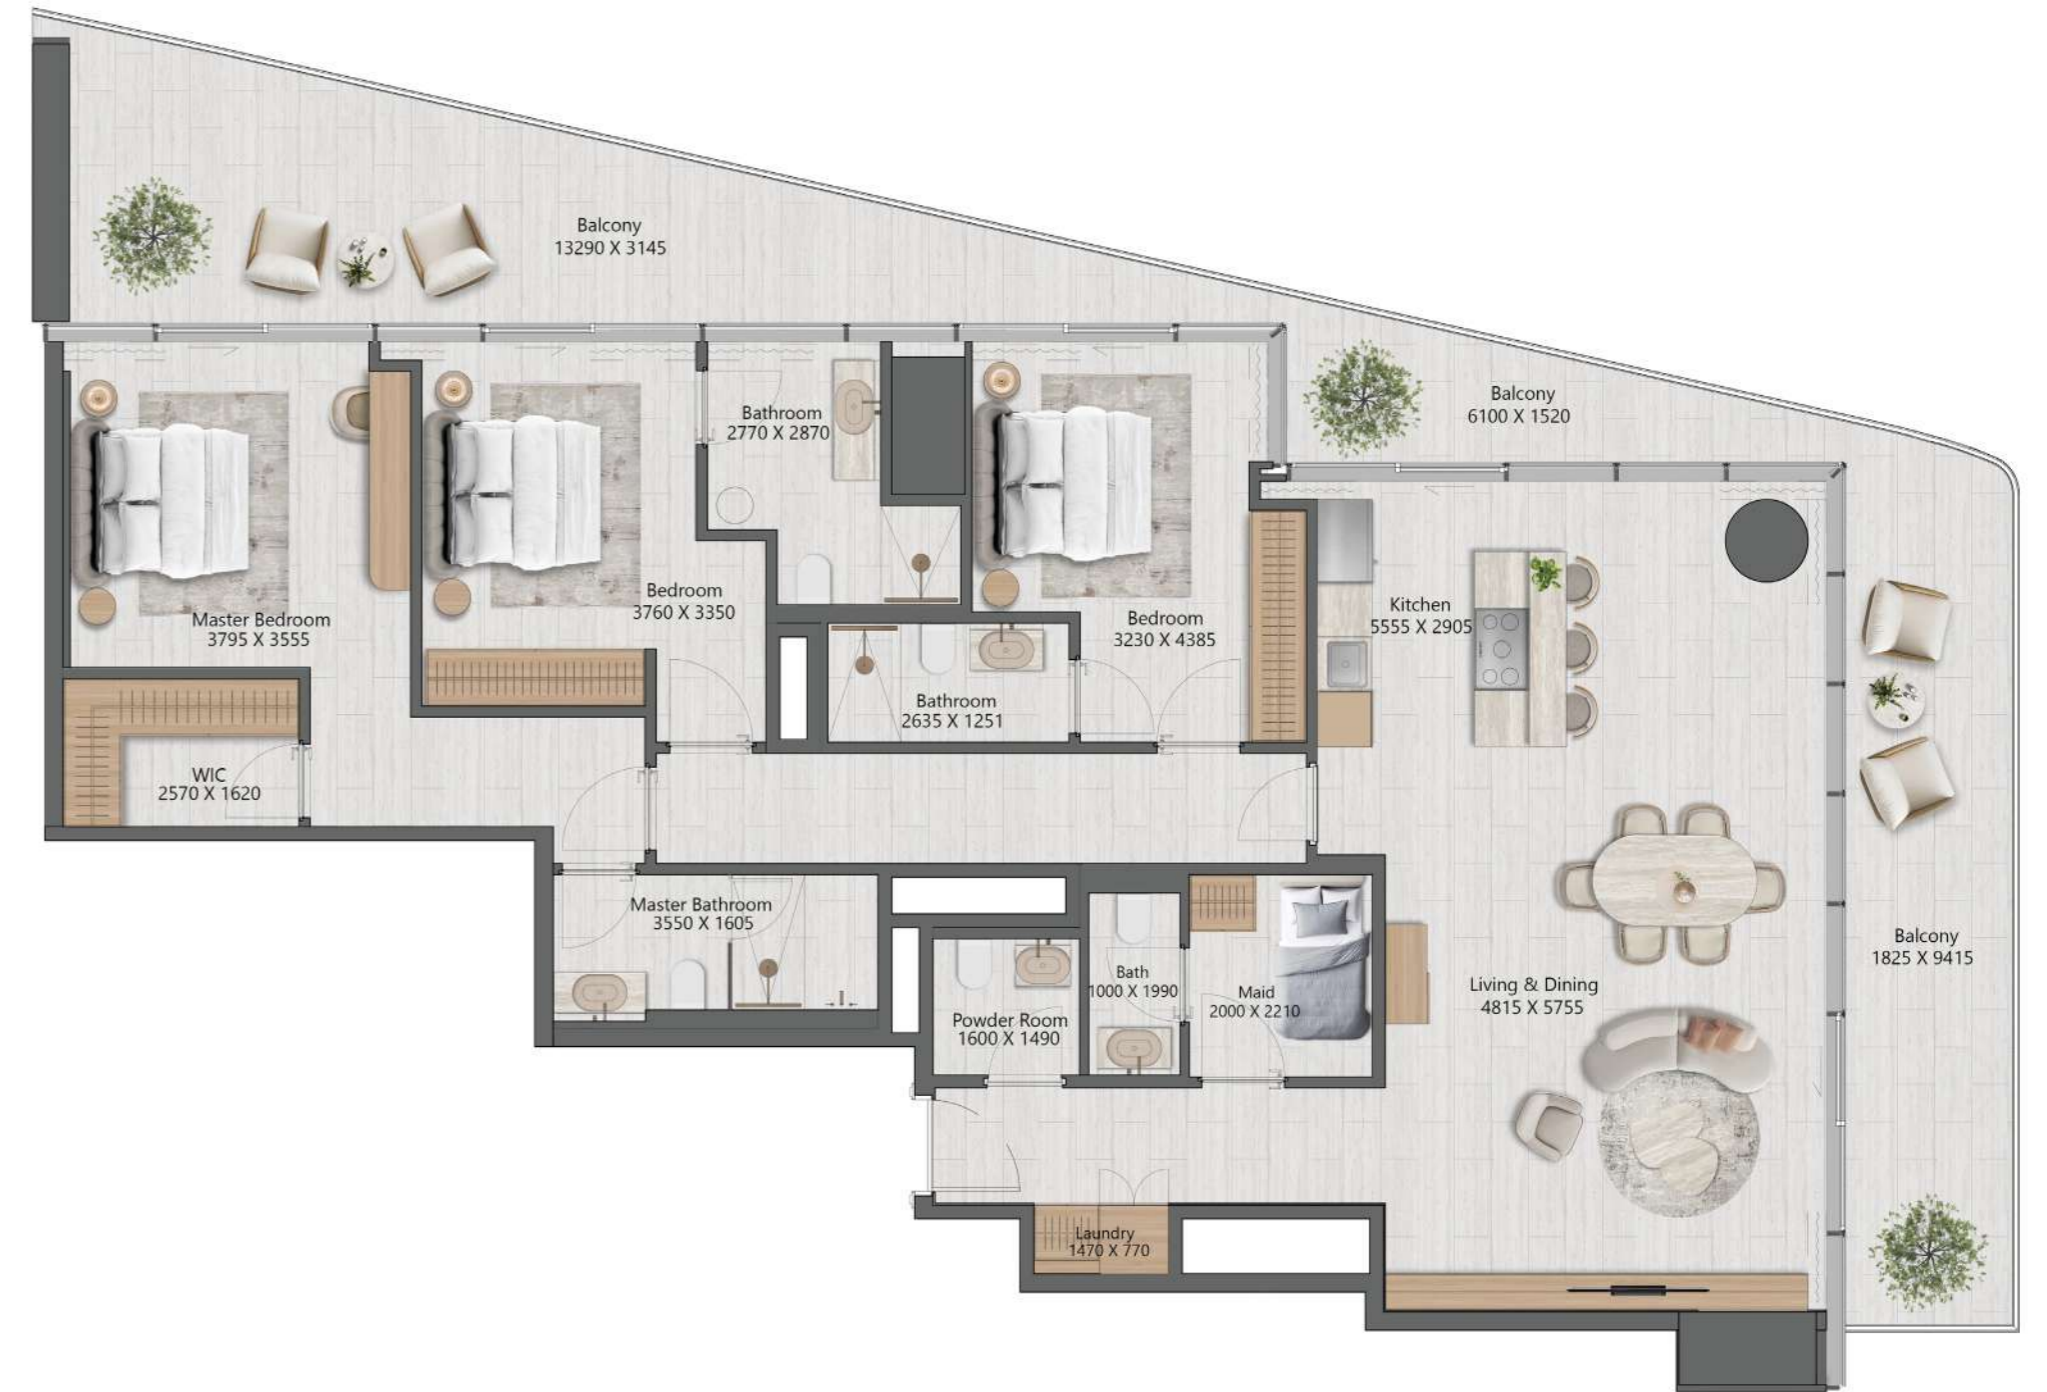 Balcony
13290 X 3145
Balcony
6100 X 1520
Bathroom
2770 X 2870
Master Bedroom
3795 X 3555
Bedroom
3760 X 3350
Bedroom
3230 X 4385
Kitchen
5555 X 2905
Bathroom
2635 X 1251
WIC
2570 X 1620
Master Bathroom
3550 X 1605
Balcony
1825 X 9415
Bath
1000 X 1990
Maid
2000 X 2210
Living & Dining
4815 X 5755
Powder Room
1600 X 1490
Laundry
1470 X 770